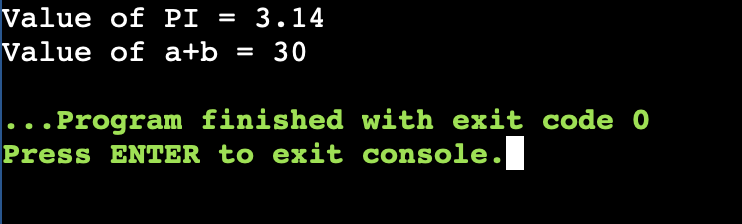 Value of PI = 3.14
Value of a+b = 30
...Program finished with exit code 0
Press ENTER to exit console.